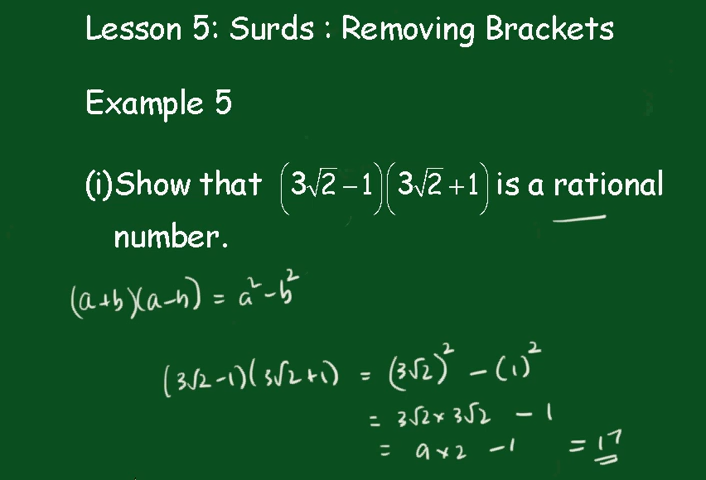 Lesson 5: Surds : Removing Brackets
Example 5
(i)Show that (3√2 – 1)(3√2 + 1) is a rational
number.
(a+b)(a-b) = a² - b²
(3√2 -1)(3√2 +1) = (3√2)² - (1)²
= 3√2 × 3√2 - 1
= 9 × 2 - 1 = 17